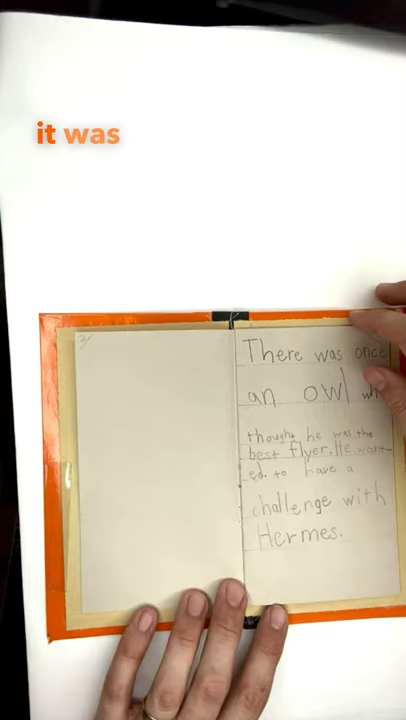 it was
There was once
an owl wh
thought he was the
best flyer. He want-
ed to have a
challenge with
Hermes.